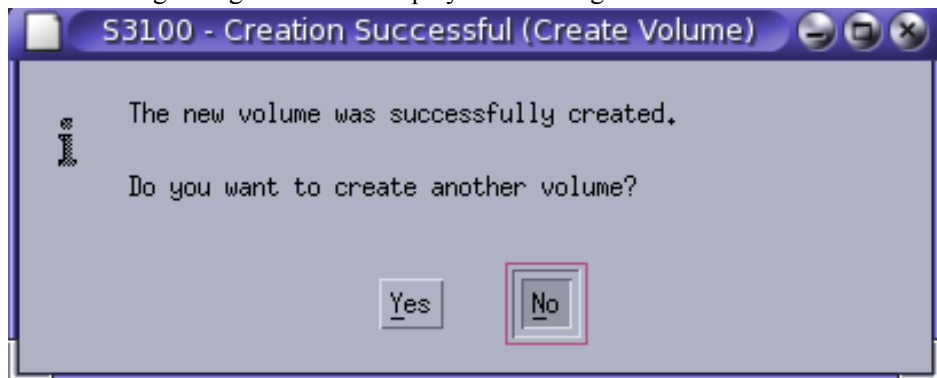 S3100 - Creation Successful (Create Volume)
The new volume was successfully created.
Do you want to create another volume?
Yes
No